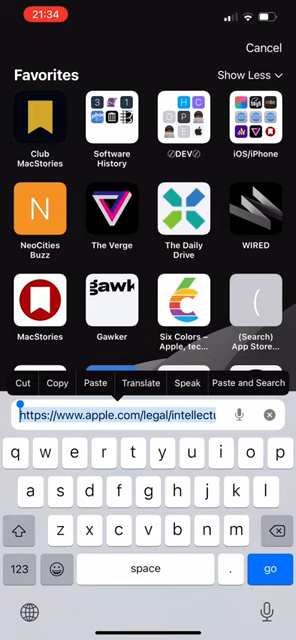 21:34
Cancel
Favorites
Show Less
Club MacStories
Software History
⊘DEV⊘
iOS/iPhone
N
NeoCities Buzz
The Verge
The Daily Drive
WIRED
gawk
(
MacStories
Gawker
Six Colors – Apple, tec...
(Search) App Store...
Cut Copy Paste Translate Speak Paste and Search
https://www.apple.com/legal/intellectu
q w e r t y u i o p
a s d f g h j k l
z x c v b n m
123 space . go